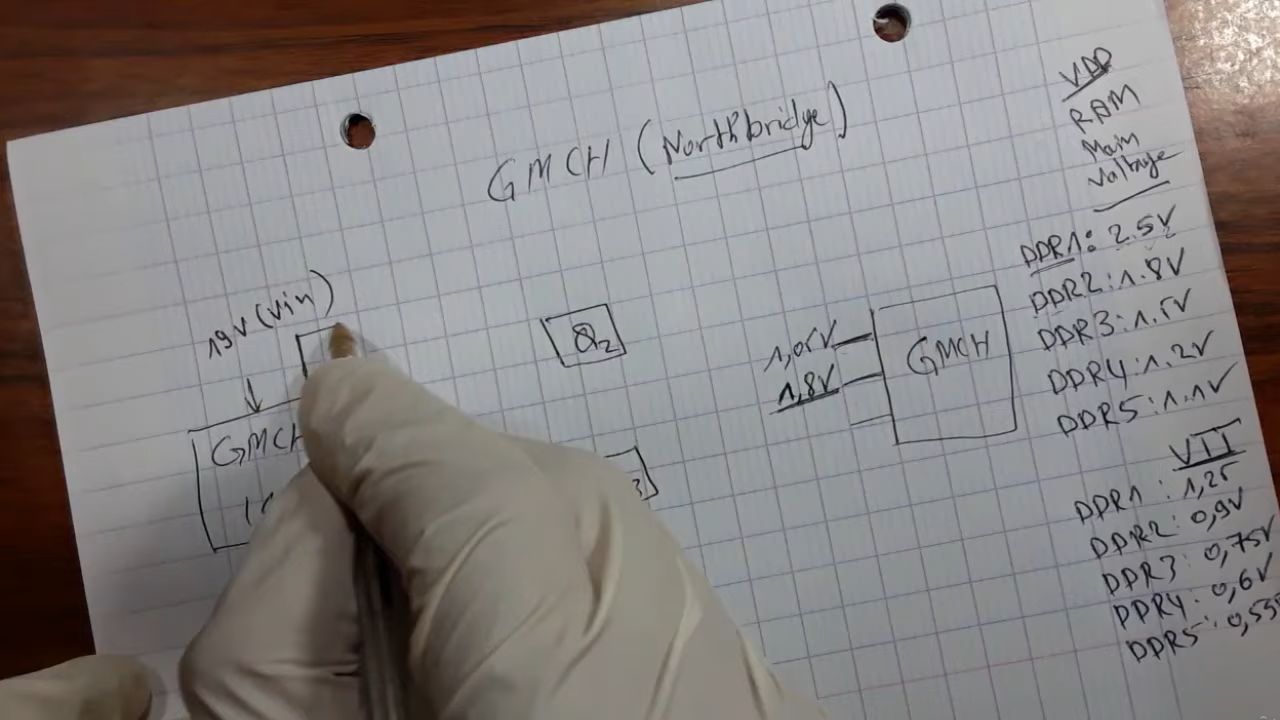 GMCH (Northbridge)
19V (Vin)
GMCH
Q2
3
1,05V
1,8V
GMCH
VDD
RAM
Main
Valtage
DDR1: 2.5V
DDR2: 1.8V
DDR3: 1.5V
DDR4: 1.2V
DDR5: 1.1V
VTT
DDR1: 1,25
DDR2: 0,9V
DDR3: 0,75V
DDR4: 0,6V
DDR5: 0,55